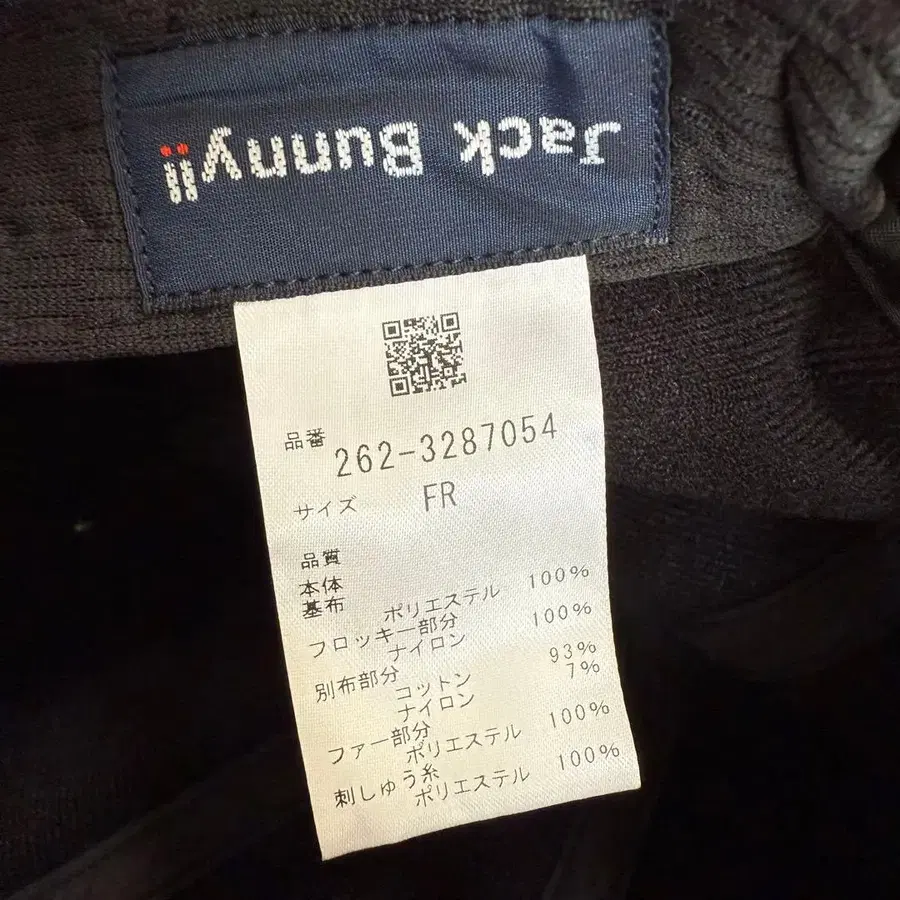 Jack Bunny!!
品番 262-3287054
サイズ FR
品質
本体
基布 ポリエステル 100%
フロッキー部分
ナイロン 100%
別布部分
コットン 93%
ナイロン 7%
ファー部分
ポリエステル 100%
刺しゅう糸
ポリエステル 100%